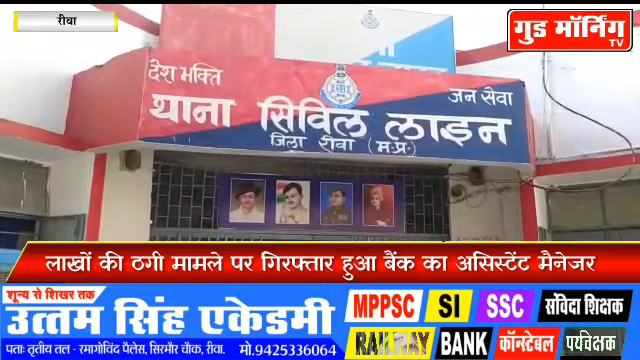 रीवा
गुड मॉर्निंग
TV
देश भक्ति
जन सेवा
थाना सिविल लाइन
जिला रीवा (म.प्र.)
लाखों की ठगी मामले पर गिरफ्तार हुआ बैंक का असिस्टेंट मैनेजर
शून्य से शिखर तक
उत्तम सिंह एकेडमी
पताः तृतीय तल - रमागोविंद पैलेस, सिरमौर चौक, रीवा. मो.9425336064
MPPSC SI SSC संविदा शिक्षक
RAILWAY BANK कॉन्स्टेबल पर्यवेक्षक